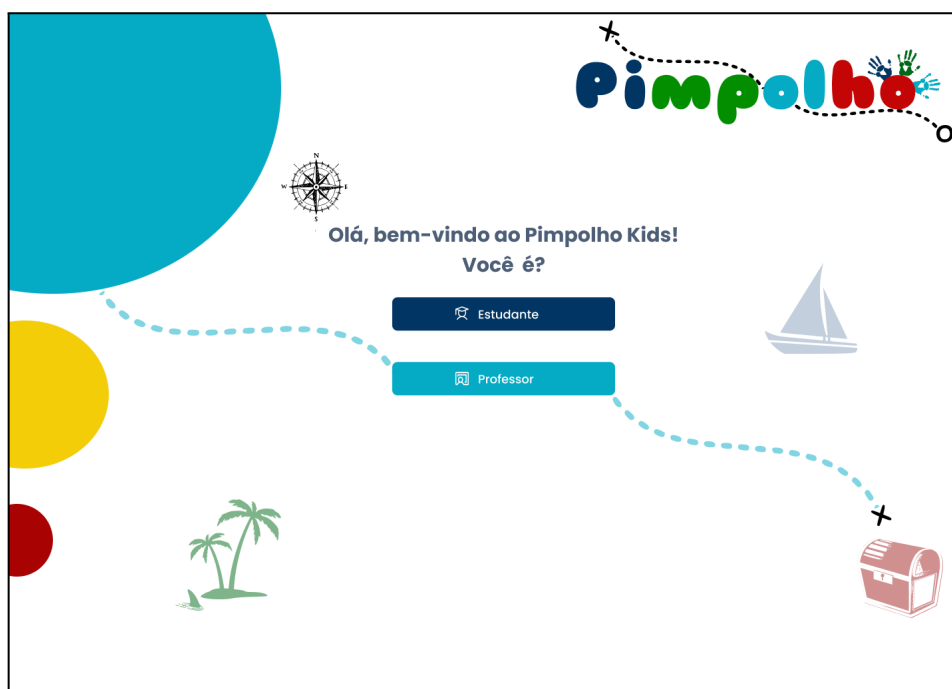 Pimpolho
N
W E
S
Olá, bem-vindo ao Pimpolho Kids!
Você é?
Estudante
Professor